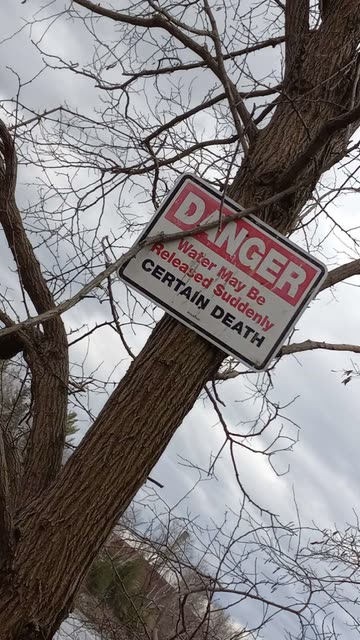 DANGER
Water May Be
Released Suddenly
CERTAIN DEATH